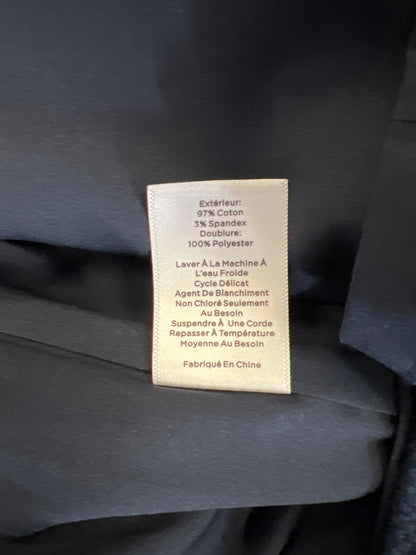 Extérieur:
97% Coton
3% Spandex
Doublure:
100% Polyester
Laver À La Machine À
L'eau Froide
Cycle Délicat
Agent De Blanchiment
Non Chloré Seulement
Au Besoin
Suspendre À Une Corde
Repasser À Température
Moyenne Au Besoin
Fabriqué En Chine